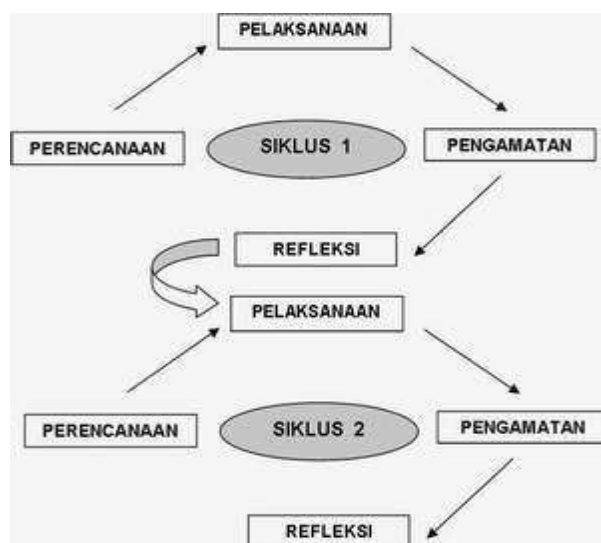 PELAKSANAAN
PERENCANAAN
SIKLUS 1
PENGAMATAN
REFLEKSI
PELAKSANAAN
PERENCANAAN
SIKLUS 2
PENGAMATAN
REFLEKSI